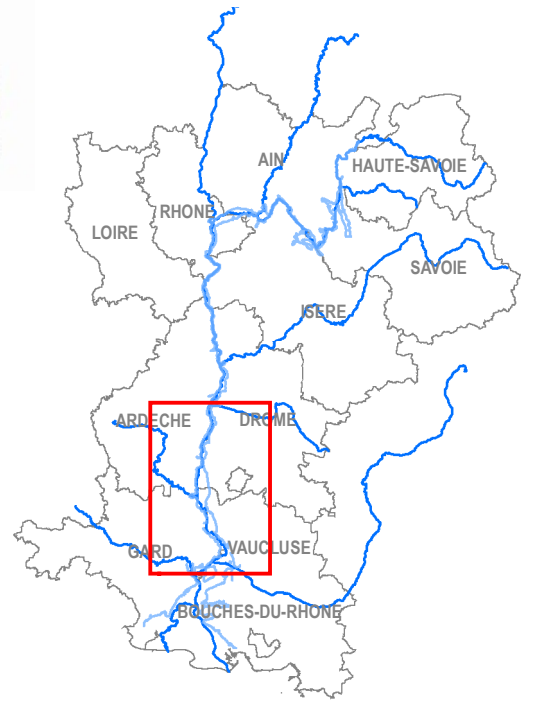 AIN
HAUTE-SAVOIE
RHONE
LOIRE
SAVOIE
ISERE
ARDECHE
DROME
GARD
VAUCLUSE
BOUCHES-DU-RHONE